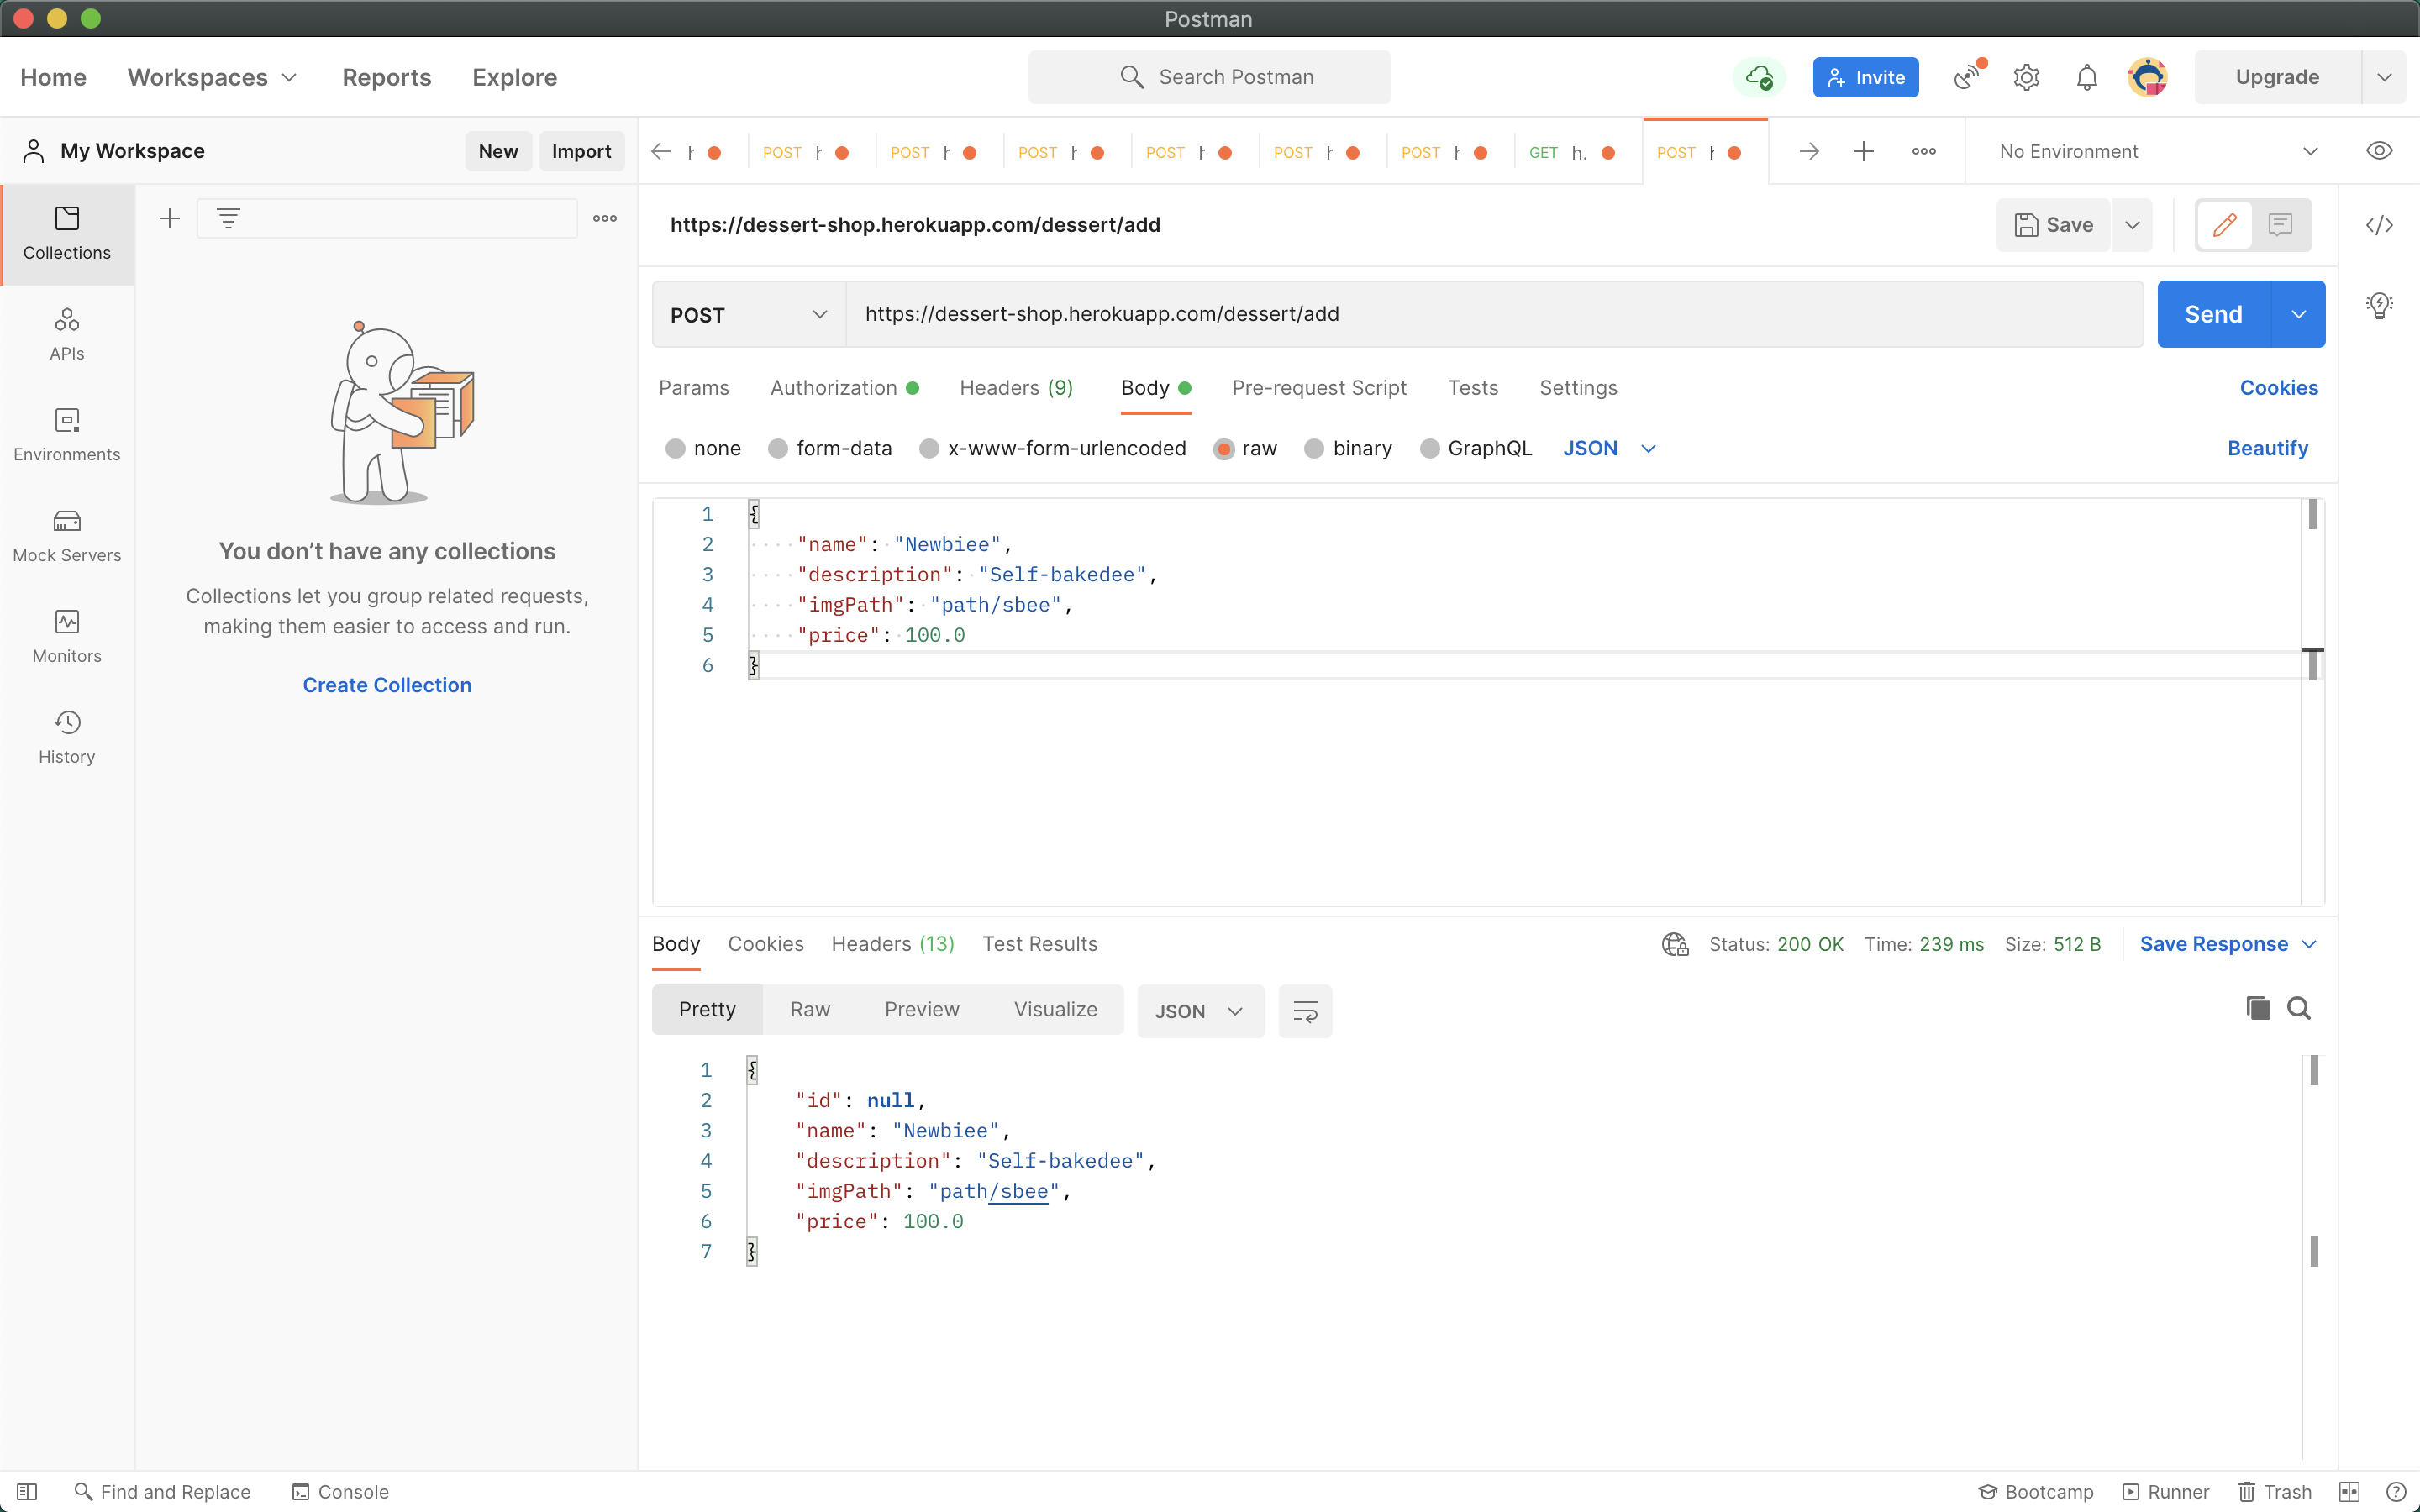 Postman
Home Workspaces Reports Explore Search Postman Invite Upgrade
My Workspace New Import
POST POST POST POST POST POST GET h. POST No Environment
Collections
APIs
Environments
Mock Servers
Monitors
History
You don’t have any collections
Collections let you group related requests,
making them easier to access and run.
Create Collection
https://dessert-shop.herokuapp.com/dessert/add Save
POST https://dessert-shop.herokuapp.com/dessert/add Send
Params Authorization Headers (9) Body Pre-request Script Tests Settings Cookies
none form-data x-www-form-urlencoded raw binary GraphQL JSON Beautify
1 {
2 "name": "Newbiee",
3 "description": "Self-bakedee",
4 "imgPath": "path/sbee",
5 "price": 100.0
6 }
Body Cookies Headers (13) Test Results Status: 200 OK Time: 239 ms Size: 512 B Save Response
Pretty Raw Preview Visualize JSON
1 {
2 "id": null,
3 "name": "Newbiee",
4 "description": "Self-bakedee",
5 "imgPath": "path/sbee",
6 "price": 100.0
7 }
Find and Replace Console Bootcamp Runner Trash